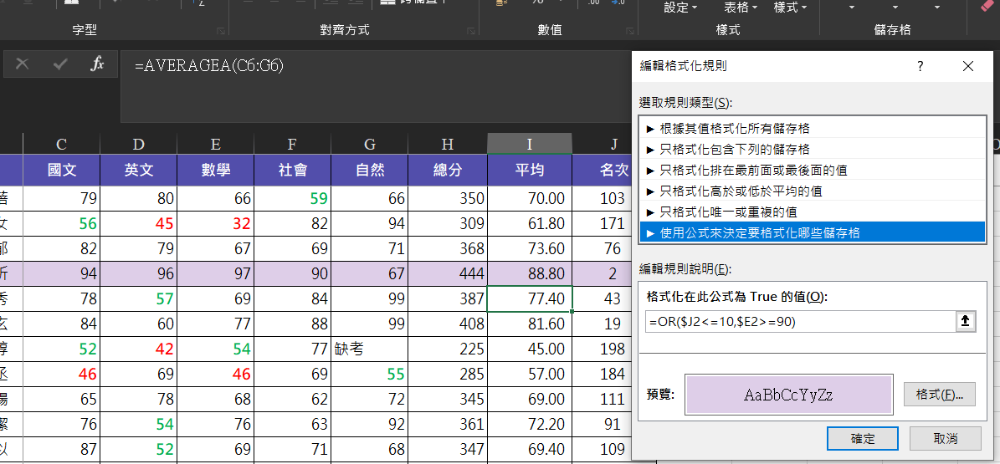 設定 表格 樣式
字型 對齊方式 數值 樣式 儲存格
fx =AVERAGEA(C6:G6)
C D E F G H I J
國文 英文 數學 社會 自然 總分 平均 名次
79 80 66 59 66 350 70.00 103
女 56 45 32 82 94 309 61.80 171
郁 82 79 67 69 71 368 73.60 76
94 96 97 90 67 444 88.80 2
秀 78 57 69 84 99 387 77.40 43
玄 84 60 77 88 99 408 81.60 19
52 42 54 77 缺考 225 45.00 198
丞 46 69 46 69 55 285 57.00 184
65 78 68 62 72 345 69.00 111
潔 76 54 76 63 92 361 72.20 91
以 87 52 69 71 68 347 69.40 109
編輯格式化規則 ?
選取規則類型(S):
► 根據其值格式化所有儲存格
► 只格式化包含下列的儲存格
► 只格式化排在最前面或最後面的值
► 只格式化高於或低於平均的值
► 只格式化唯一或重複的值
► 使用公式來決定要格式化哪些儲存格
編輯規則說明(E):
格式化在此公式為 True 的值(O):
=OR($J2<=10,$E2>=90)
預覽: AaBbCcYyZz 格式(F)...
確定 取消